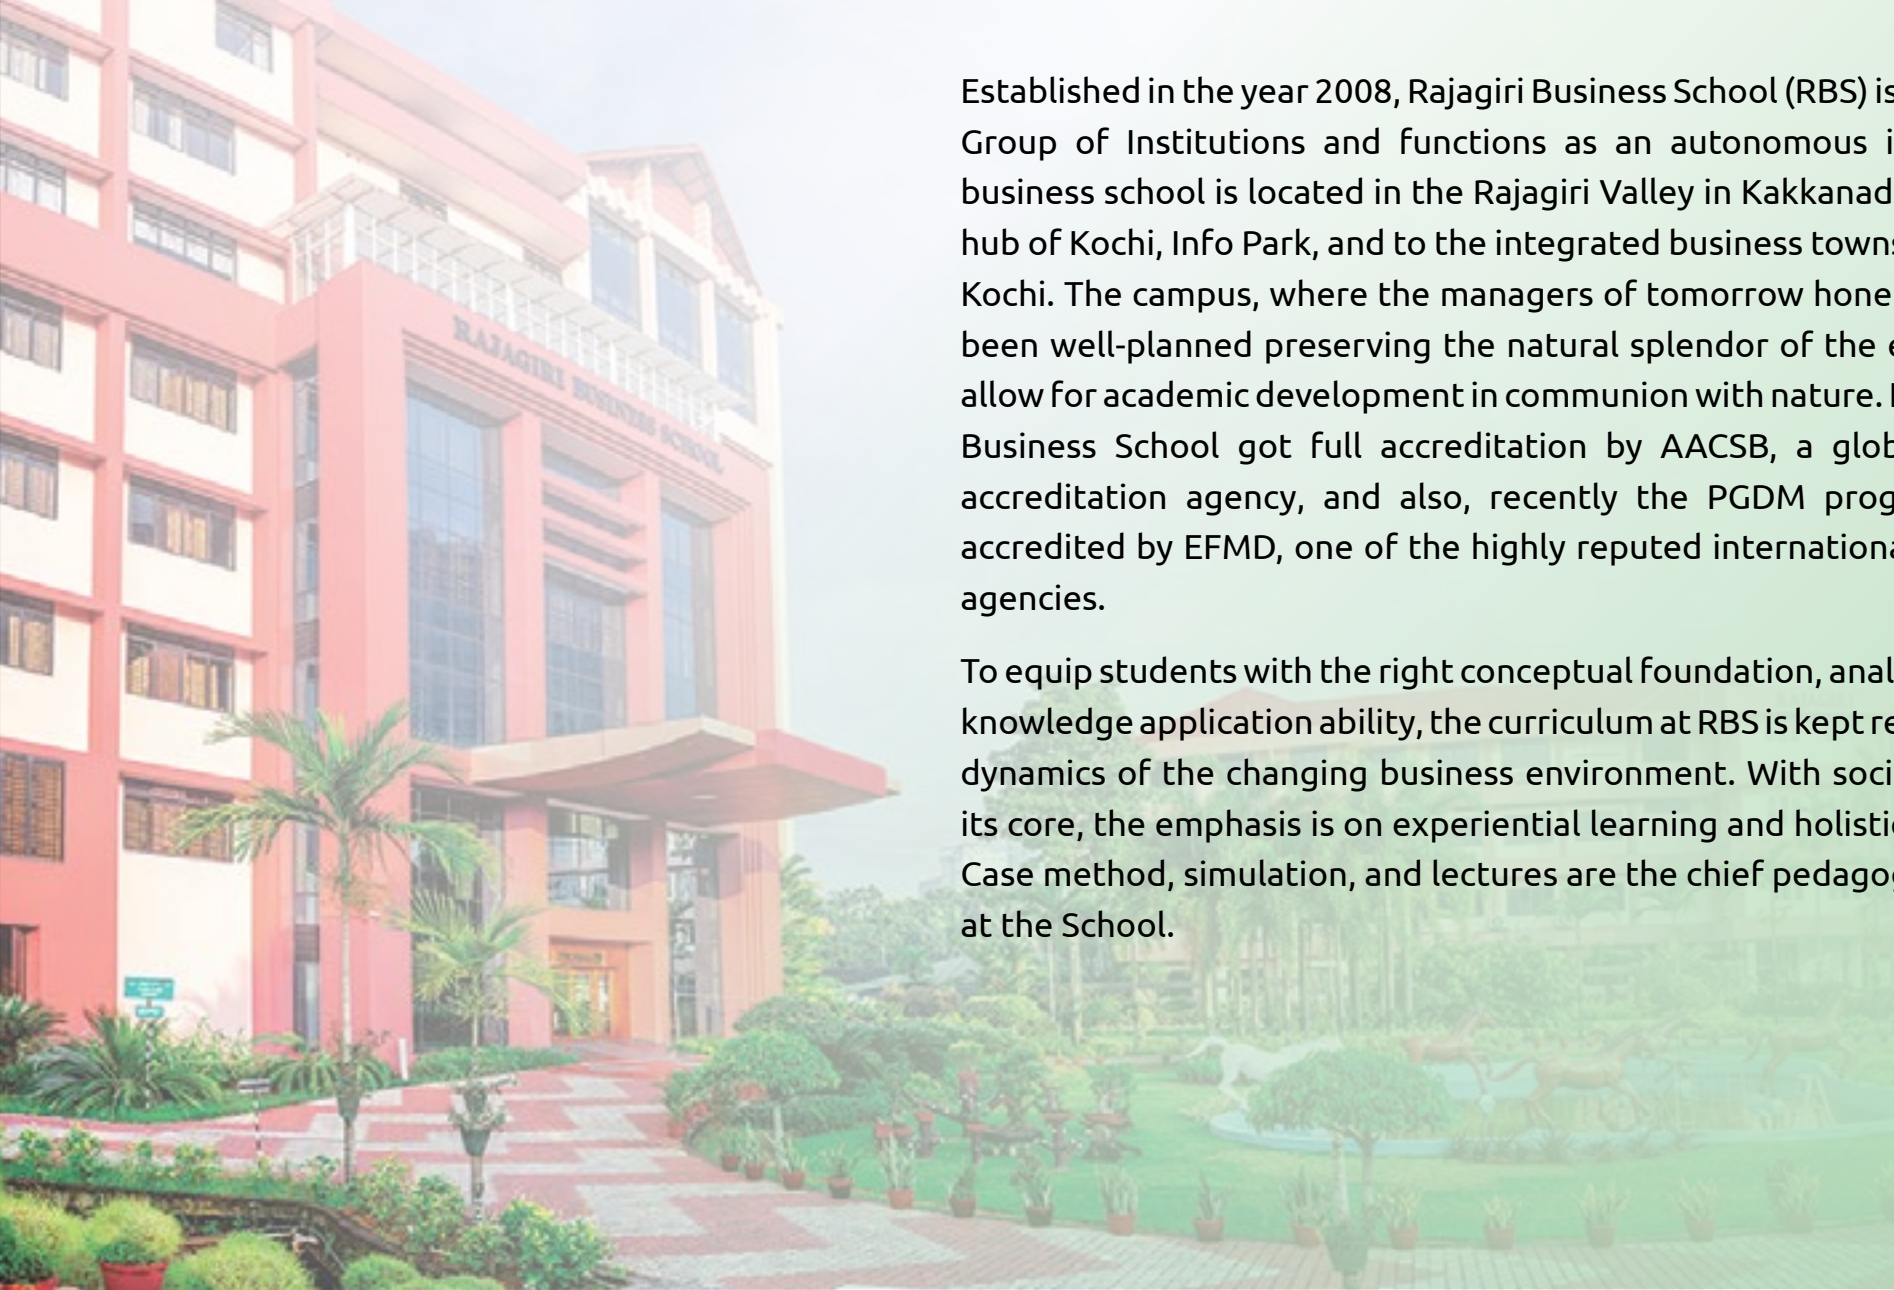 RAJAGIRI BUSINESS SCHOOL
Established in the year 2008, Rajagiri Business School (RBS) is
Group of Institutions and functions as an autonomous i
business school is located in the Rajagiri Valley in Kakkanad
hub of Kochi, Info Park, and to the integrated business towns
Kochi. The campus, where the managers of tomorrow hone
been well-planned preserving the natural splendor of the e
allow for academic development in communion with nature.
Business School got full accreditation by AACSB, a glob
accreditation agency, and also, recently the PGDM prog
accredited by EFMD, one of the highly reputed internationa
agencies.
To equip students with the right conceptual foundation, anal
knowledge application ability, the curriculum at RBS is kept re
dynamics of the changing business environment. With soci
its core, the emphasis is on experiential learning and holisti
Case method, simulation, and lectures are the chief pedagog
at the School.